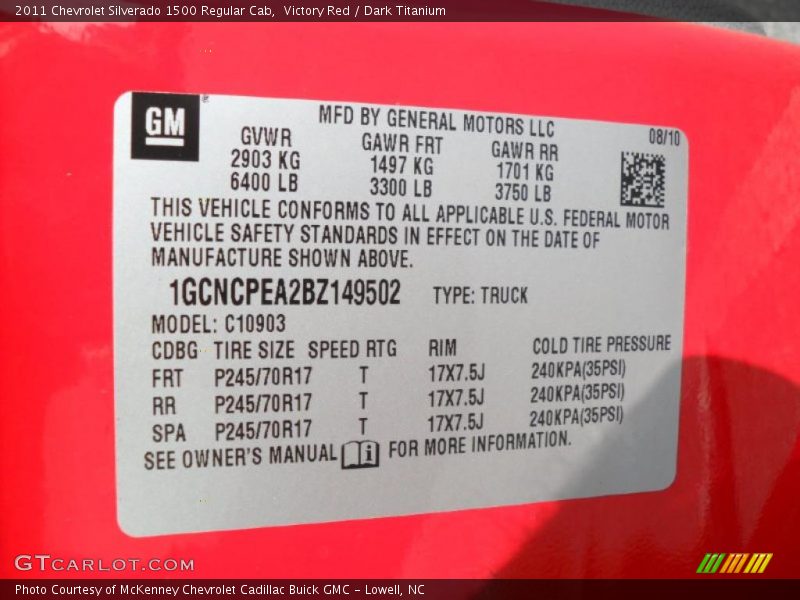 2011 Chevrolet Silverado 1500 Regular Cab, Victory Red / Dark Titanium
GM
MFD BY GENERAL MOTORS LLC
08/10
GVWR GAWR FRT GAWR RR
2903 KG 1497 KG 1701 KG
6400 LB 3300 LB 3750 LB
THIS VEHICLE CONFORMS TO ALL APPLICABLE U.S. FEDERAL MOTOR
VEHICLE SAFETY STANDARDS IN EFFECT ON THE DATE OF
MANUFACTURE SHOWN ABOVE.
1GCNCPEA2BZ149502 TYPE: TRUCK
MODEL: C10903
CDBG TIRE SIZE SPEED RTG RIM COLD TIRE PRESSURE
FRT P245/70R17 T 17X7.5J 240KPA(35PSI)
RR P245/70R17 T 17X7.5J 240KPA(35PSI)
SPA P245/70R17 T 17X7.5J 240KPA(35PSI)
SEE OWNER'S MANUAL i FOR MORE INFORMATION.
GTCARLOT.COM
Photo Courtesy of McKenney Chevrolet Cadillac Buick GMC - Lowell, NC